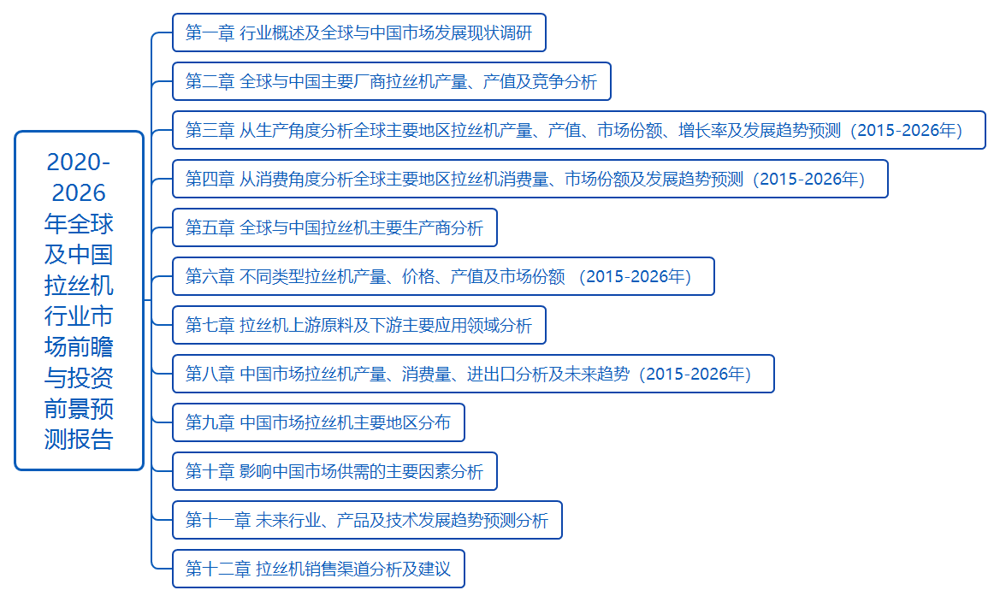 2020-
2026
年全球
及中国
拉丝机
行业市
场前瞻
与投资
前景预
测报告
第一章 行业概述及全球与中国市场发展现状调研
第二章 全球与中国主要厂商拉丝机产量、产值及竞争分析
第三章 从生产角度分析全球主要地区拉丝机产量、产值、市场份额、增长率及发展趋势预测（2015-2026年）
第四章 从消费角度分析全球主要地区拉丝机消费量、市场份额及发展趋势预测（2015-2026年）
第五章 全球与中国拉丝机主要生产商分析
第六章 不同类型拉丝机产量、价格、产值及市场份额 （2015-2026年）
第七章 拉丝机上游原料及下游主要应用领域分析
第八章 中国市场拉丝机产量、消费量、进出口分析及未来趋势（2015-2026年）
第九章 中国市场拉丝机主要地区分布
第十章 影响中国市场供需的主要因素分析
第十一章 未来行业、产品及技术发展趋势预测分析
第十二章 拉丝机销售渠道分析及建议